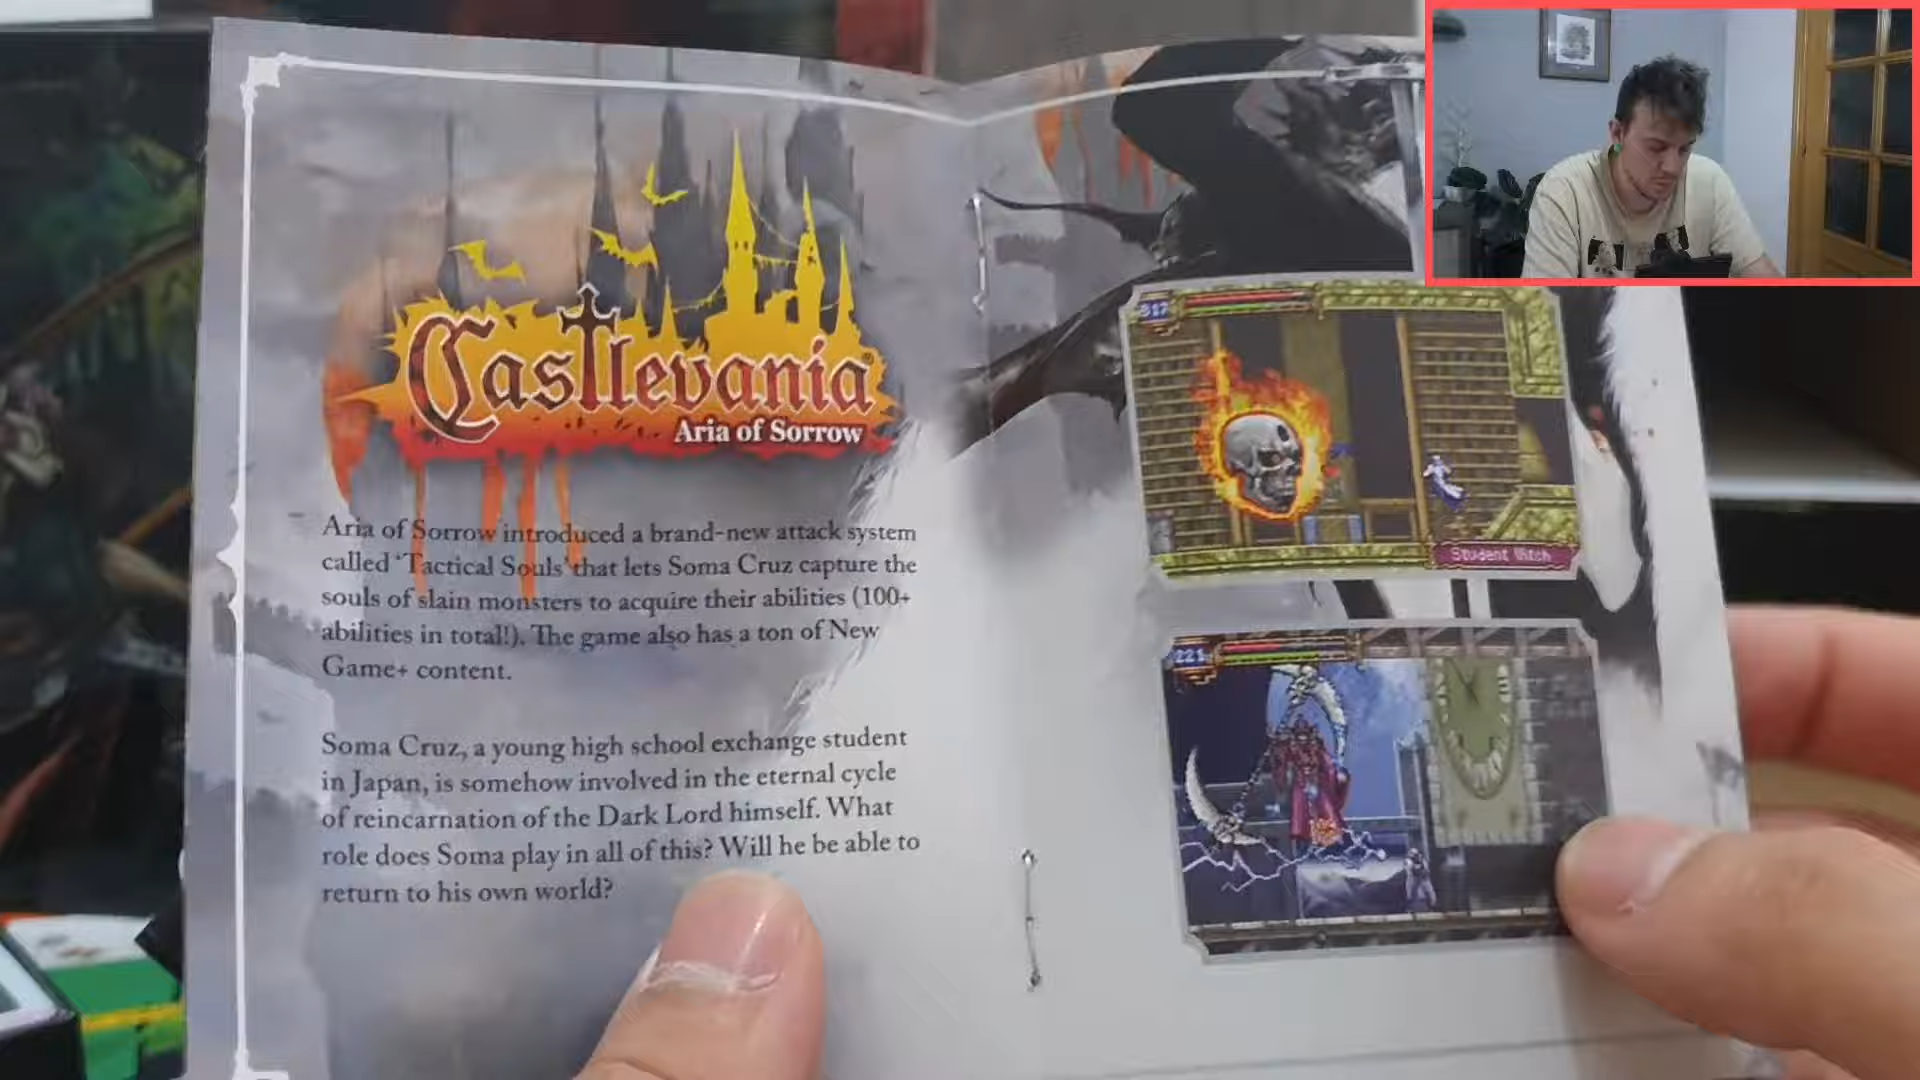 Castlevania®
Aria of Sorrow
Aria of Sorrow introduced a brand-new attack system
called ‘Tactical Souls’ that lets Soma Cruz capture the
souls of slain monsters to acquire their abilities (100+
abilities in total!). The game also has a ton of New
Game+ content.
Soma Cruz, a young high school exchange student
in Japan, is somehow involved in the eternal cycle
of reincarnation of the Dark Lord himself. What
role does Soma play in all of this? Will he be able to
return to his own world?
317
Student Witch
221